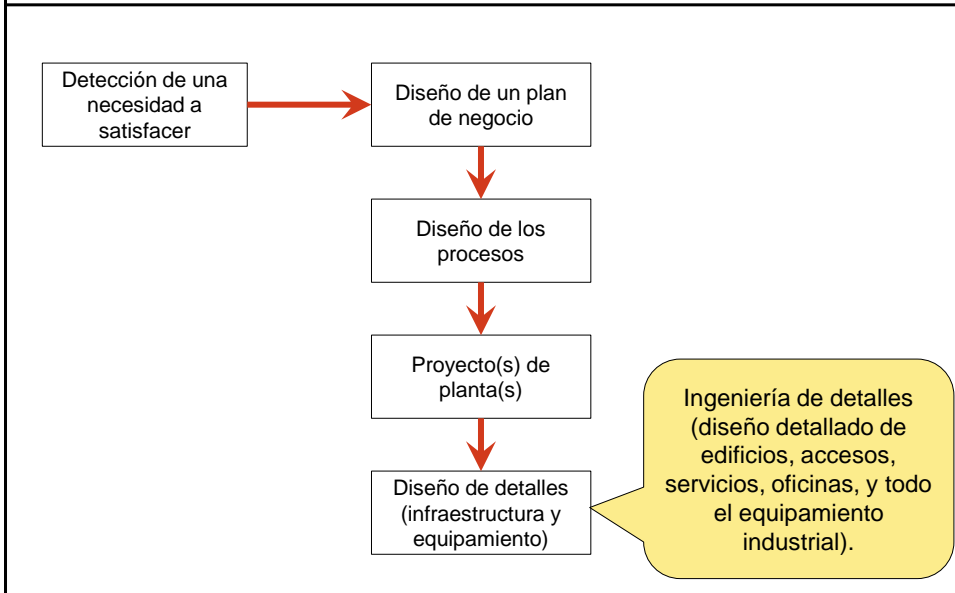 Detección de una
necesidad a
satisfacer
Diseño de un plan
de negocio
Diseño de los
procesos
Proyecto(s) de
planta(s)
Diseño de detalles
(infraestructura y
equipamiento)
Ingeniería de detalles
(diseño detallado de
edificios, accesos,
servicios, oficinas, y todo
el equipamiento
industrial).